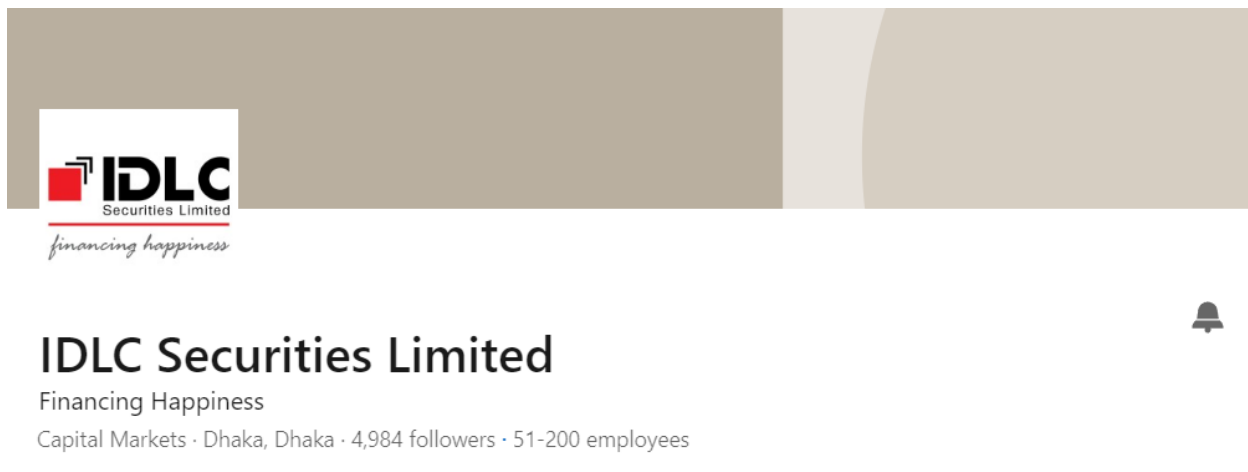 IDLC
Securities Limited
financing happiness
IDLC Securities Limited
Financing Happiness
Capital Markets · Dhaka, Dhaka · 4,984 followers · 51-200 employees